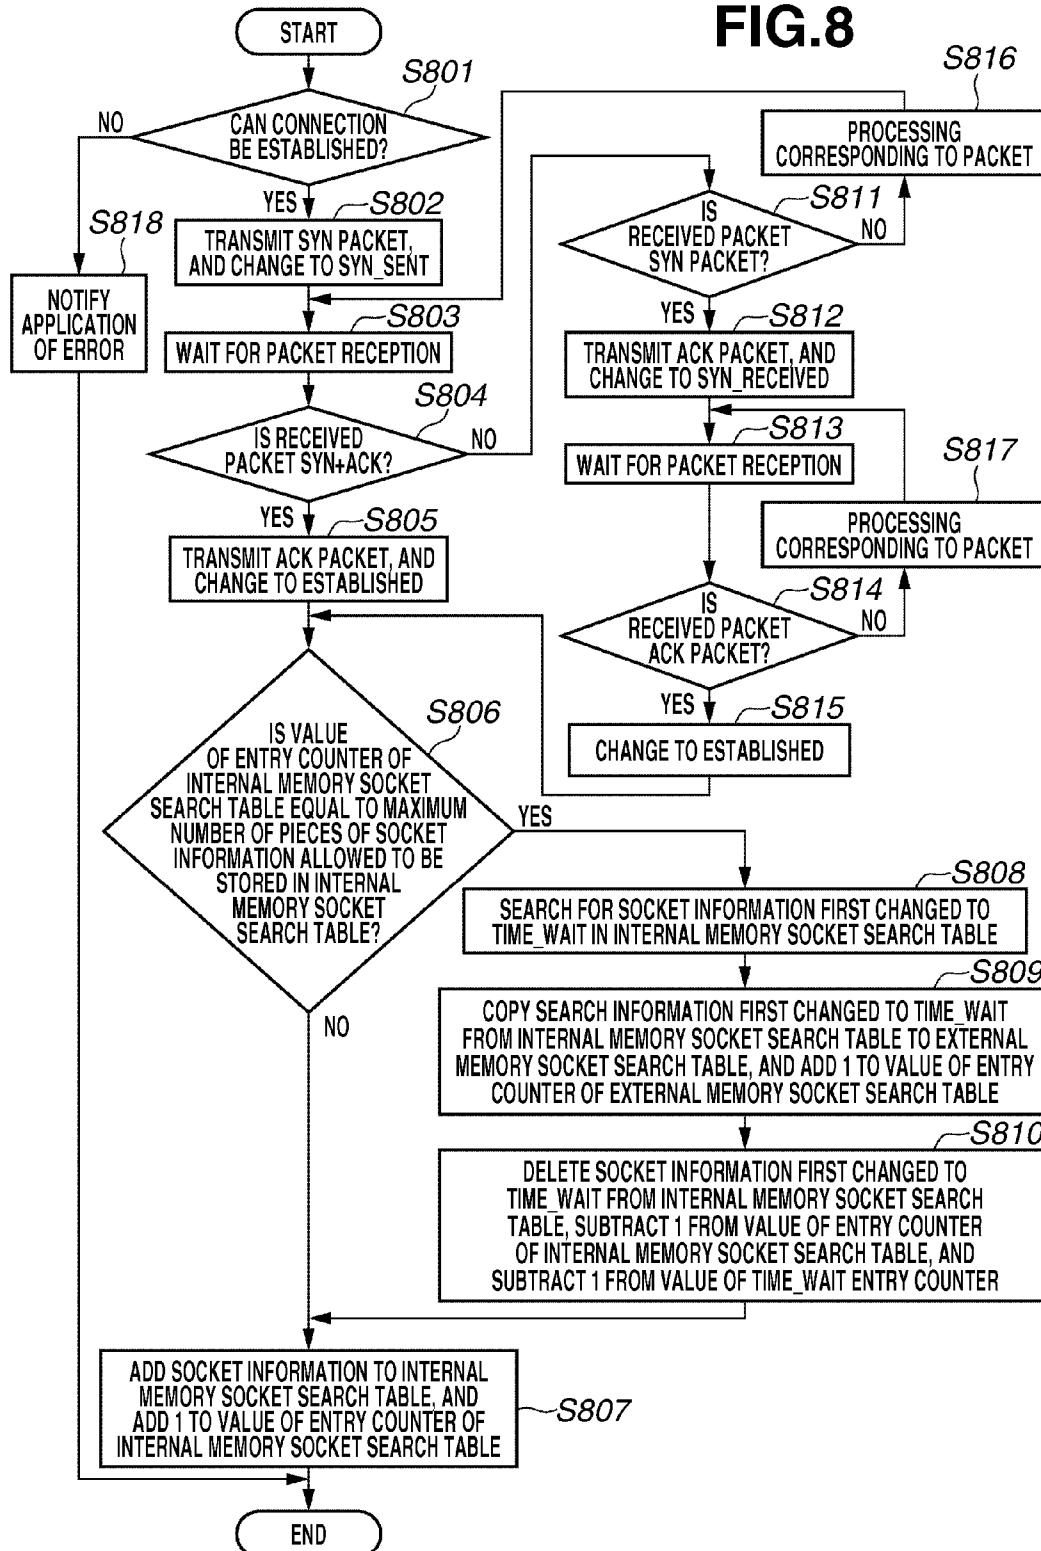 FIG.8
START
S801
CAN CONNECTION
BE ESTABLISHED?
NO
YES
S802
TRANSMIT SYN PACKET,
AND CHANGE TO SYN_SENT
S818
NOTIFY
APPLICATION
OF ERROR
S803
WAIT FOR PACKET RECEPTION
S804
IS RECEIVED
PACKET SYN+ACK?
NO
YES
S805
TRANSMIT ACK PACKET, AND
CHANGE TO ESTABLISHED
S816
PROCESSING
CORRESPONDING TO PACKET
S811
IS
RECEIVED PACKET
SYN PACKET?
NO
YES
S812
TRANSMIT ACK PACKET, AND
CHANGE TO SYN_RECEIVED
S813
WAIT FOR PACKET RECEPTION
S817
PROCESSING
CORRESPONDING TO PACKET
S814
IS
RECEIVED PACKET
ACK PACKET?
NO
YES
S815
CHANGE TO ESTABLISHED
S806
IS VALUE
OF ENTRY COUNTER OF
INTERNAL MEMORY SOCKET
SEARCH TABLE EQUAL TO MAXIMUM
NUMBER OF PIECES OF SOCKET
INFORMATION ALLOWED TO BE
STORED IN INTERNAL
MEMORY SOCKET
SEARCH TABLE?
YES
NO
S808
SEARCH FOR SOCKET INFORMATION FIRST CHANGED TO
TIME_WAIT IN INTERNAL MEMORY SOCKET SEARCH TABLE
S809
COPY SEARCH INFORMATION FIRST CHANGED TO TIME_WAIT
FROM INTERNAL MEMORY SOCKET SEARCH TABLE TO EXTERNAL
MEMORY SOCKET SEARCH TABLE, AND ADD 1 TO VALUE OF ENTRY
COUNTER OF EXTERNAL MEMORY SOCKET SEARCH TABLE
S810
DELETE SOCKET INFORMATION FIRST CHANGED TO
TIME_WAIT FROM INTERNAL MEMORY SOCKET SEARCH
TABLE, SUBTRACT 1 FROM VALUE OF ENTRY COUNTER
OF INTERNAL MEMORY SOCKET SEARCH TABLE, AND
SUBTRACT 1 FROM VALUE OF TIME_WAIT ENTRY COUNTER
ADD SOCKET INFORMATION TO INTERNAL
MEMORY SOCKET SEARCH TABLE, AND
ADD 1 TO VALUE OF ENTRY COUNTER OF
INTERNAL MEMORY SOCKET SEARCH TABLE
S807
END